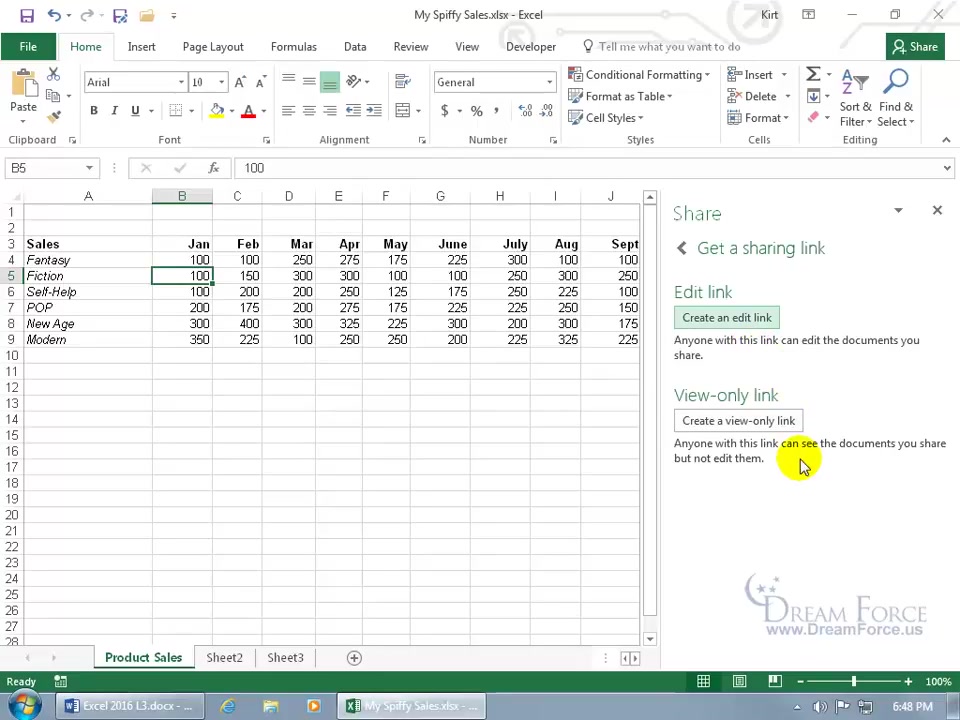 My Spiffy Sales.xlsx - Excel
Kirt
File Home Insert Page Layout Formulas Data Review View Developer Tell me what you want to do Share
Arial 10 General
Conditional Formatting Insert
Format as Table Delete
Cell Styles Format
Paste
B I U A $ % , .00
Sort & Filter
Find & Select
Clipboard Font Alignment Number Styles Cells Editing
B5 fx 100
A B C D E F G H I J
1
2
3 Sales Jan Feb Mar Apr May June July Aug Sept
4 Fantasy 100 100 250 275 175 225 300 100 100
5 Fiction 100 150 300 300 100 100 250 300 250
6 Self-Help 100 200 200 250 125 175 250 225 100
7 POP 200 175 275 175 225 225 250 150
8 New Age 300 400 300 325 225 300 200 300 175
9 Modern 350 225 100 250 250 200 225 325 225
10
11
12
13
14
15
16
17
18
19
20
21
22
23
24
25
26
27
28
Share
Get a sharing link
Edit link
Create an edit link
Anyone with this link can edit the documents you
share.
View-only link
Create a view-only link
Anyone with this link can see the documents you share
but not edit them.
DREAM FORCE
www.DreamForce.us
Product Sales Sheet2 Sheet3
Ready 100%
Excel 2016 L3.docx - ... My Spiffy Sales.xlsx - ... 6:48 PM